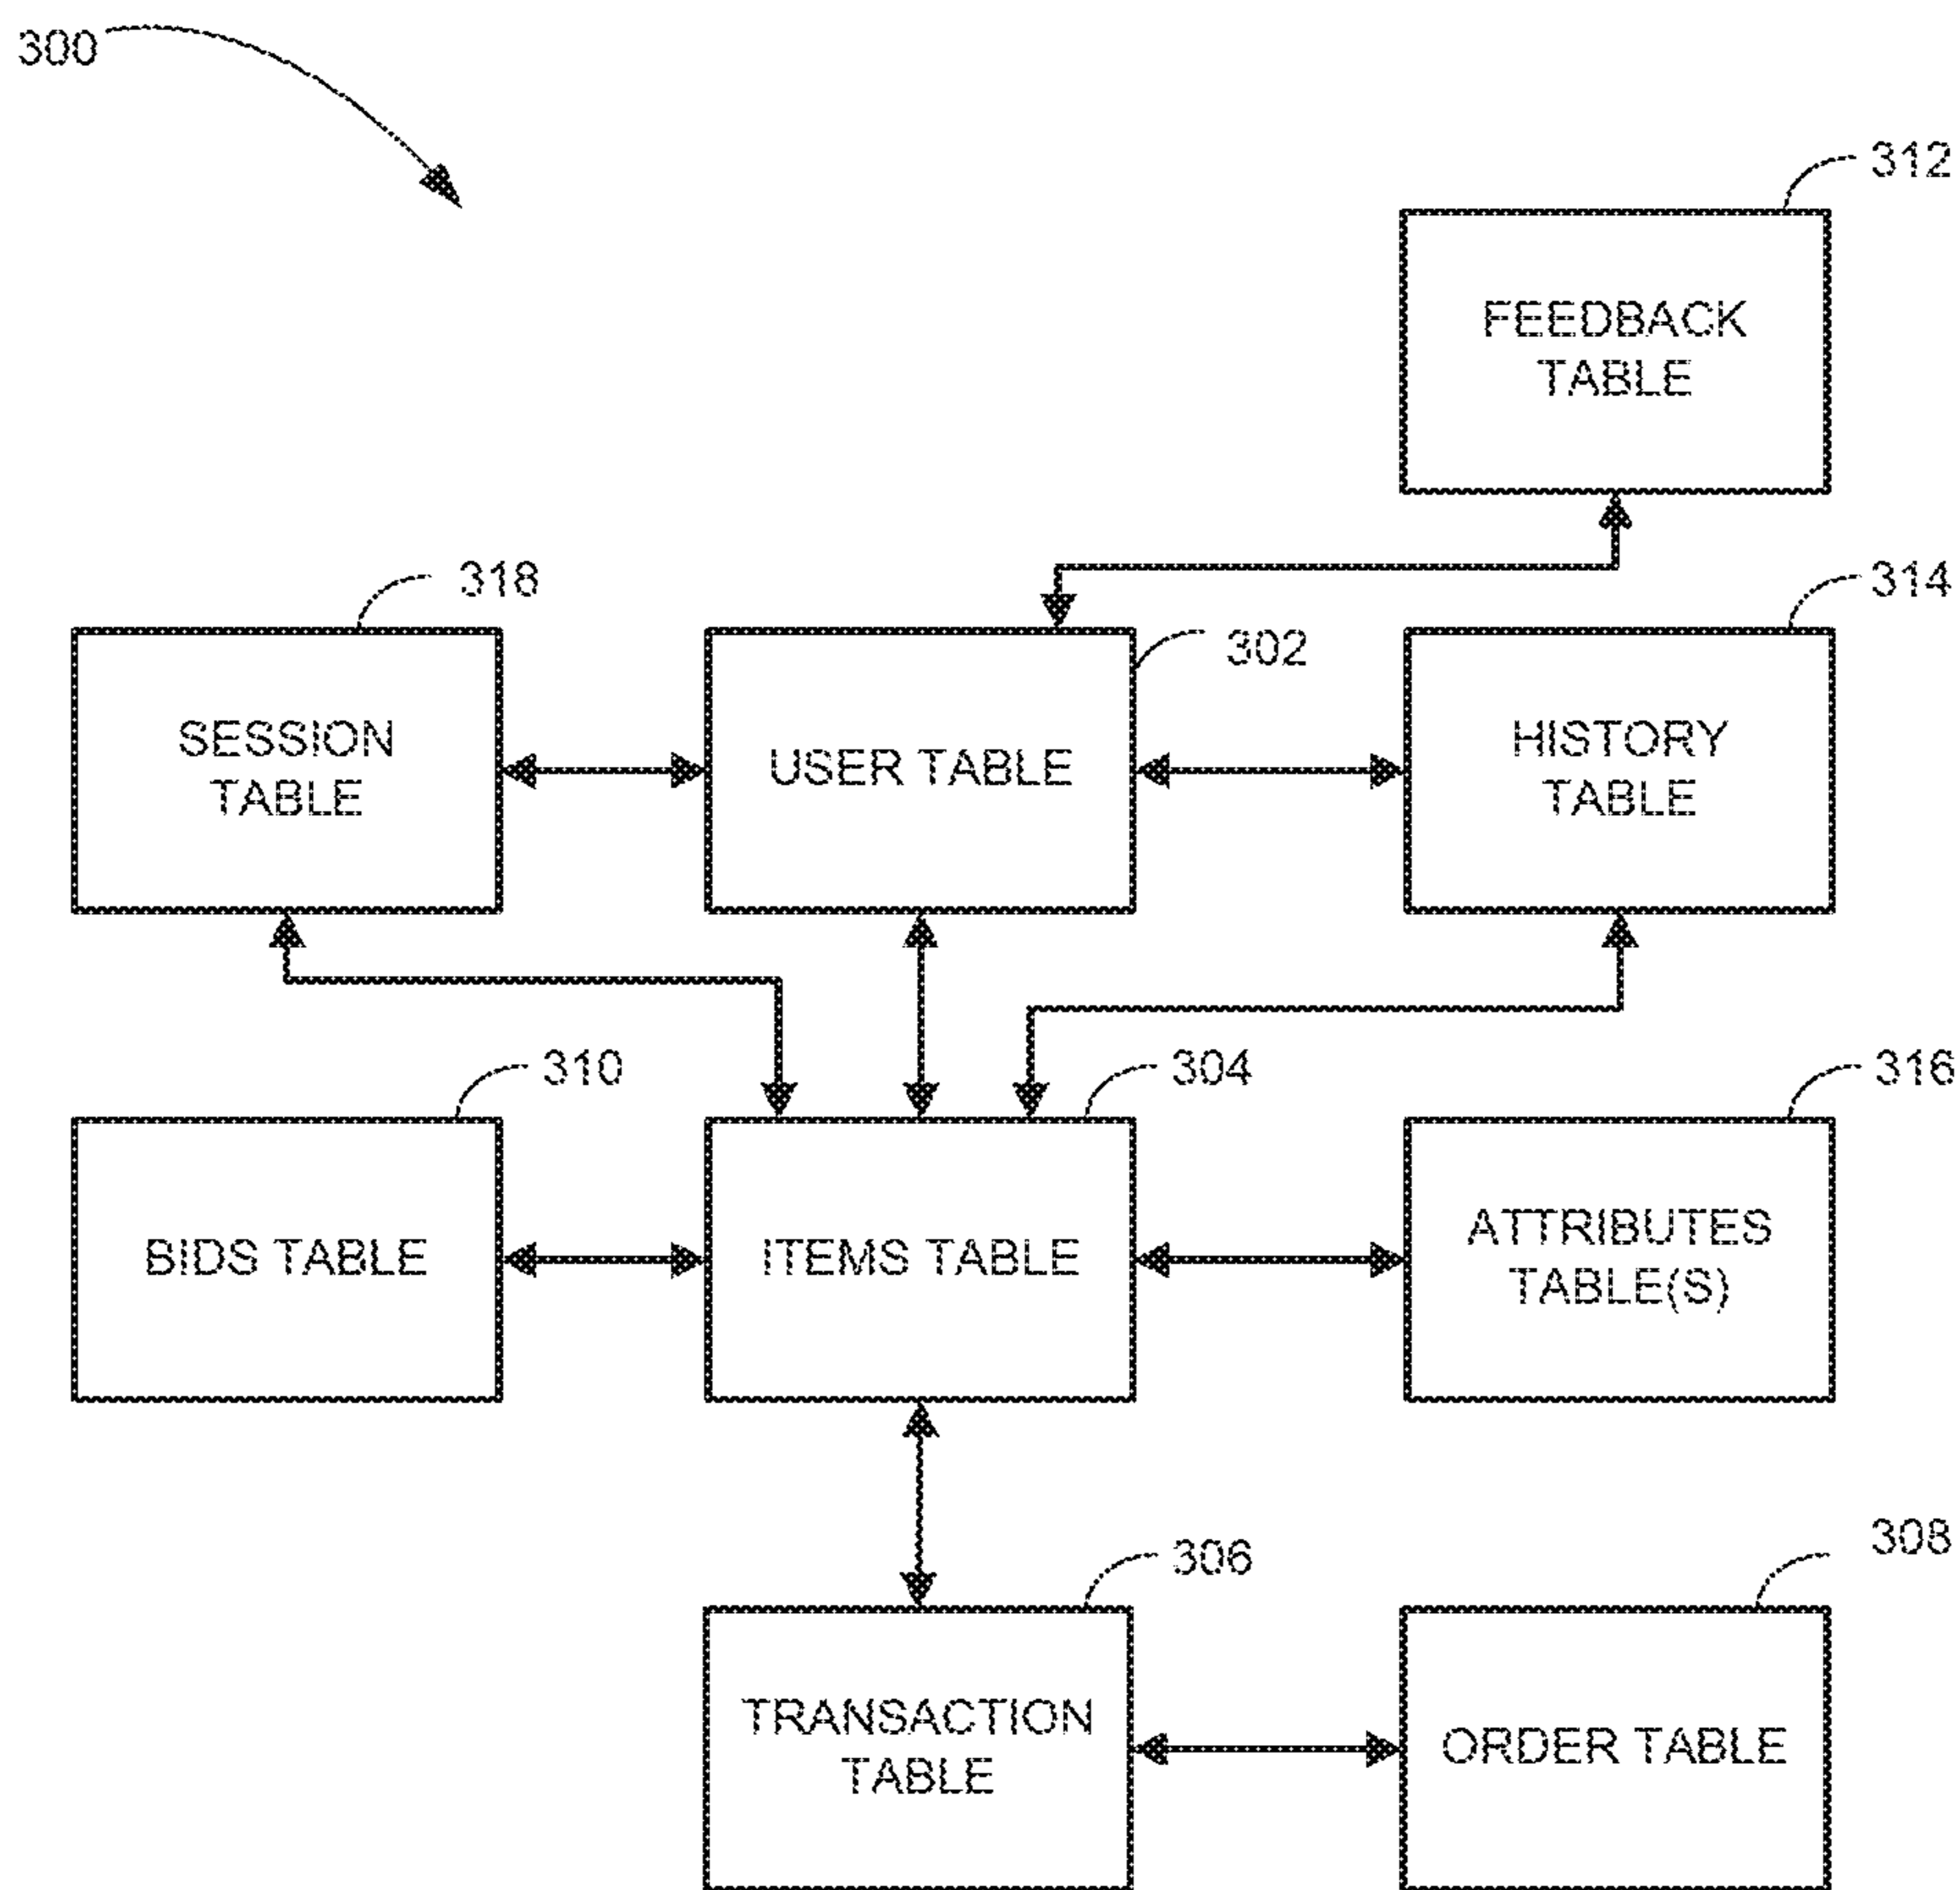 300
312
FEEDBACK
TABLE
318
302
314
SESSION
TABLE
USER TABLE
HISTORY
TABLE
310
304
316
BIDS TABLE
ITEMS TABLE
ATTRIBUTES
TABLE(S)
306
308
TRANSACTION
TABLE
ORDER TABLE